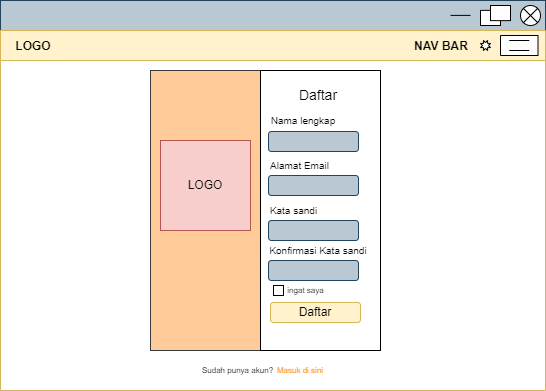 LOGO
NAV BAR
Daftar
Nama lengkap
Alamat Email
LOGO
Kata sandi
Konfirmasi Kata sandi
ingat saya
Daftar
Sudah punya akun? Masuk di sini